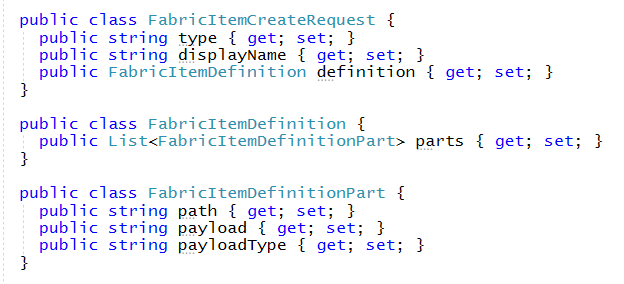 public class FabricItemCreateRequest {
  public string type { get; set; }
  public string displayName { get; set; }
  public FabricItemDefinition definition { get; set; }
}

public class FabricItemDefinition {
  public List<FabricItemDefinitionPart> parts { get; set; }
}

public class FabricItemDefinitionPart {
  public string path { get; set; }
  public string payload { get; set; }
  public string payloadType { get; set; }
}